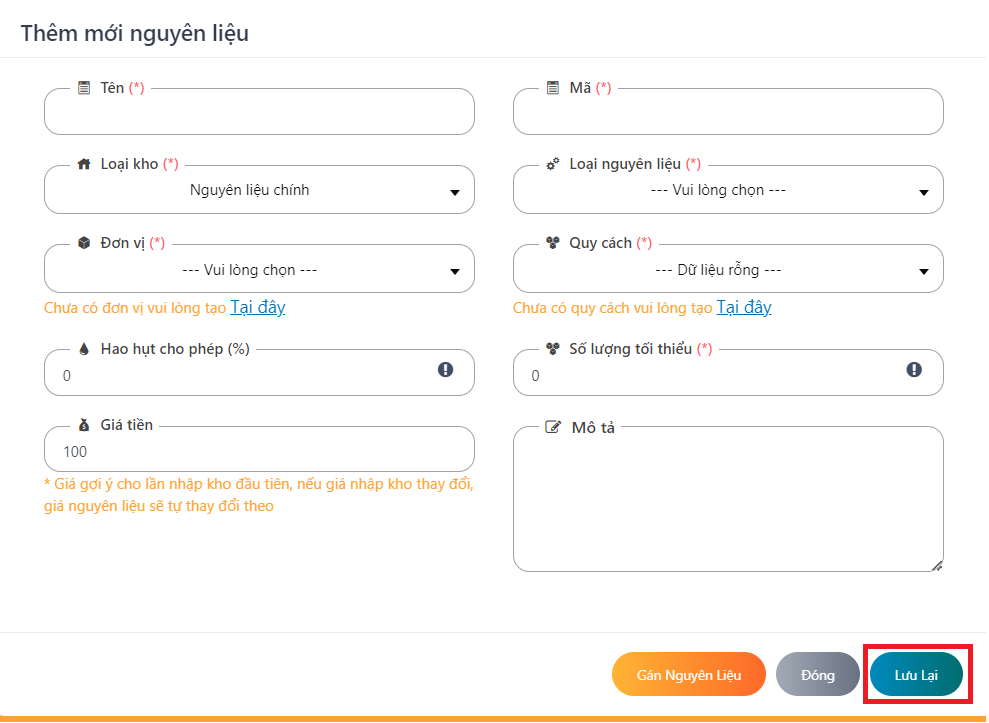 Thêm mới nguyên liệu
Tên (*)
Mã (*)
Loại kho (*)
Nguyên liệu chính
Loại nguyên liệu (*)
--- Vui lòng chọn ---
Đơn vị (*)
--- Vui lòng chọn ---
Chưa có đơn vị vui lòng tạo Tại đây
Quy cách (*)
--- Dữ liệu rỗng ---
Chưa có quy cách vui lòng tạo Tại đây
Hao hụt cho phép (%)
0
Số lượng tối thiểu (*)
0
Giá tiền
100
* Giá gợi ý cho lần nhập kho đầu tiên, nếu giá nhập kho thay đổi,
giá nguyên liệu sẽ tự thay đổi theo
Mô tả
Gán Nguyên Liệu
Đóng
Lưu Lại